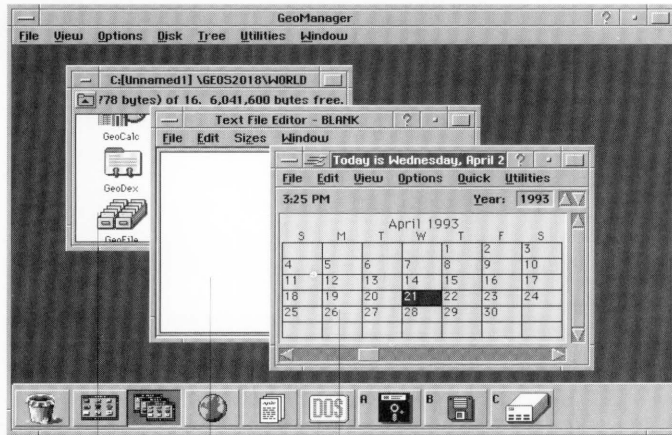 GeoManager
File View Options Disk Tree Utilities Window
C:[Unnamed1] \GEOS2018\WORLD
778 bytes) of 16. 6,041,600 bytes free.
GeoCalc
GeoDex
GeoFile
Text File Editor - BLANK
File Edit Sizes Window
Today is Wednesday, April 2
File Edit View Options Quick Utilities
3:25 PM Year: 1993
April 1993
S M T W T F S
1 2 3
4 5 6 7 8 9 10
11 12 13 14 15 16 17
18 19 20 21 22 23 24
25 26 27 28 29 30
DOS A B C